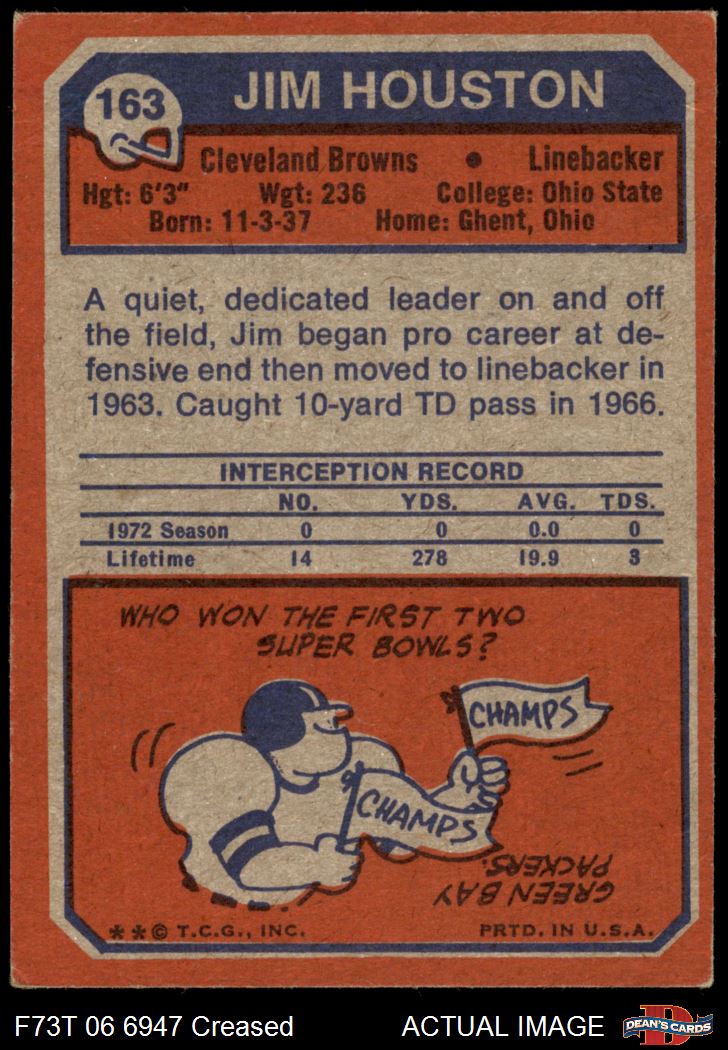 163
JIM HOUSTON
Cleveland Browns • Linebacker
Hgt: 6'3" Wgt: 236 College: Ohio State
Born: 11-3-37 Home: Ghent, Ohio
A quiet, dedicated leader on and off
the field, Jim began pro career at de-
fensive end then moved to linebacker in
1963. Caught 10-yard TD pass in 1966.
INTERCEPTION RECORD
NO. YDS. AVG. TDS.
1972 Season 0 0 0.0 0
Lifetime 14 278 19.9 3
WHO WON THE FIRST TWO
SUPER BOWLS?
CHAMPS
CHAMPS
GREEN BAY
PACKERS.
**© T.C.G., INC. PRTD. IN U.S.A.
F73T 06 6947 Creased ACTUAL IMAGE
D
DEAN'S CARDS